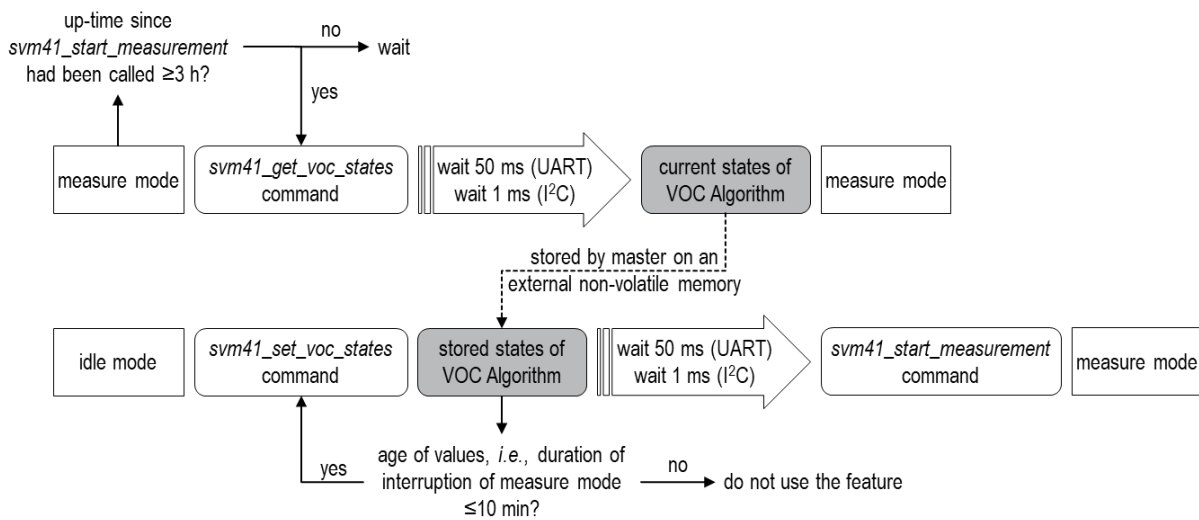 up-time since
svm41_start_measurement
had been called ≥3 h?
no
wait
yes
measure mode
svm41_get_voc_states
command
wait 50 ms (UART)
wait 1 ms (I²C)
current states of
VOC Algorithm
measure mode
stored by master on an
external non-volatile memory
idle mode
svm41_set_voc_states
command
stored states of
VOC Algorithm
wait 50 ms (UART)
wait 1 ms (I²C)
svm41_start_measurement
command
measure mode
yes
age of values, i.e., duration of
interruption of measure mode
≤10 min?
no
do not use the feature